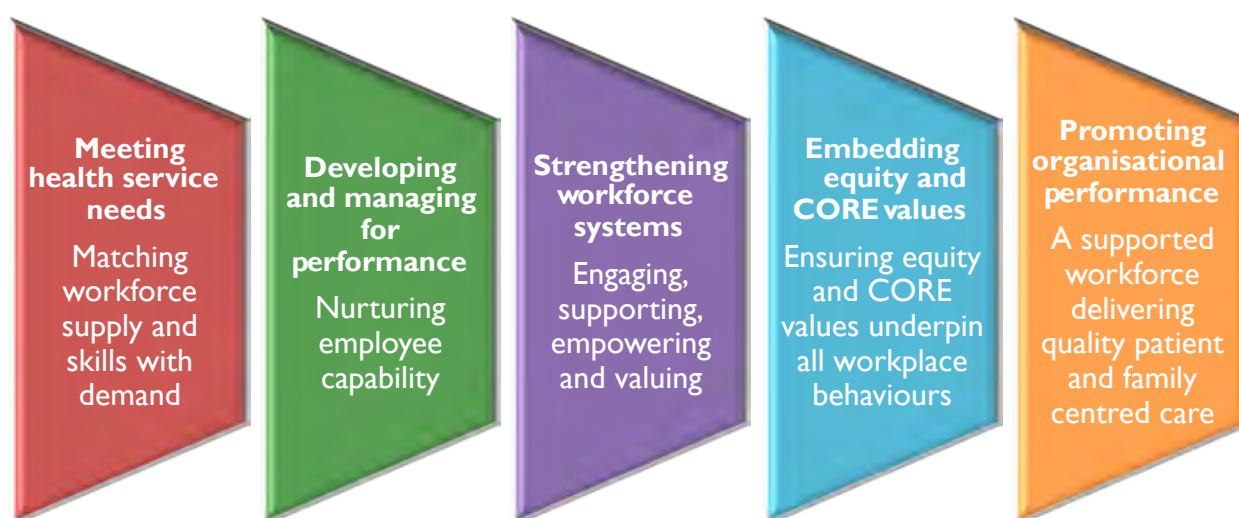 Meeting
health service
needs
Matching
workforce
supply and
skills with
demand
Developing
and managing
for
performance
Nurturing
employee
capability
Strengthening
workforce
systems
Engaging,
supporting,
empowering
and valuing
Embedding
equity and
CORE values
Ensuring equity
and CORE
values underpin
all workplace
behaviours
Promoting
organisational
performance
A supported
workforce
delivering
quality patient
and family
centred care